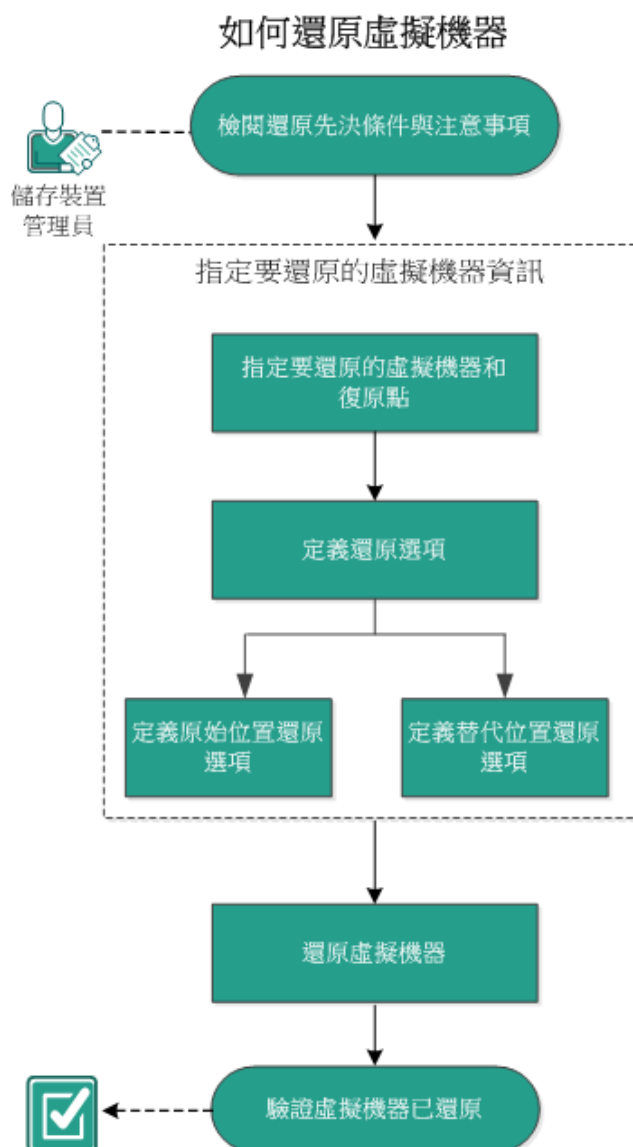 如何還原虛擬機器
檢閱還原先決條件與注意事項
儲存裝置
管理員
指定要還原的虛擬機器資訊
指定要還原的虛擬機器和
復原點
定義還原選項
定義原始位置還原
選項
定義替代位置還原
選項
還原虛擬機器
驗證虛擬機器已還原